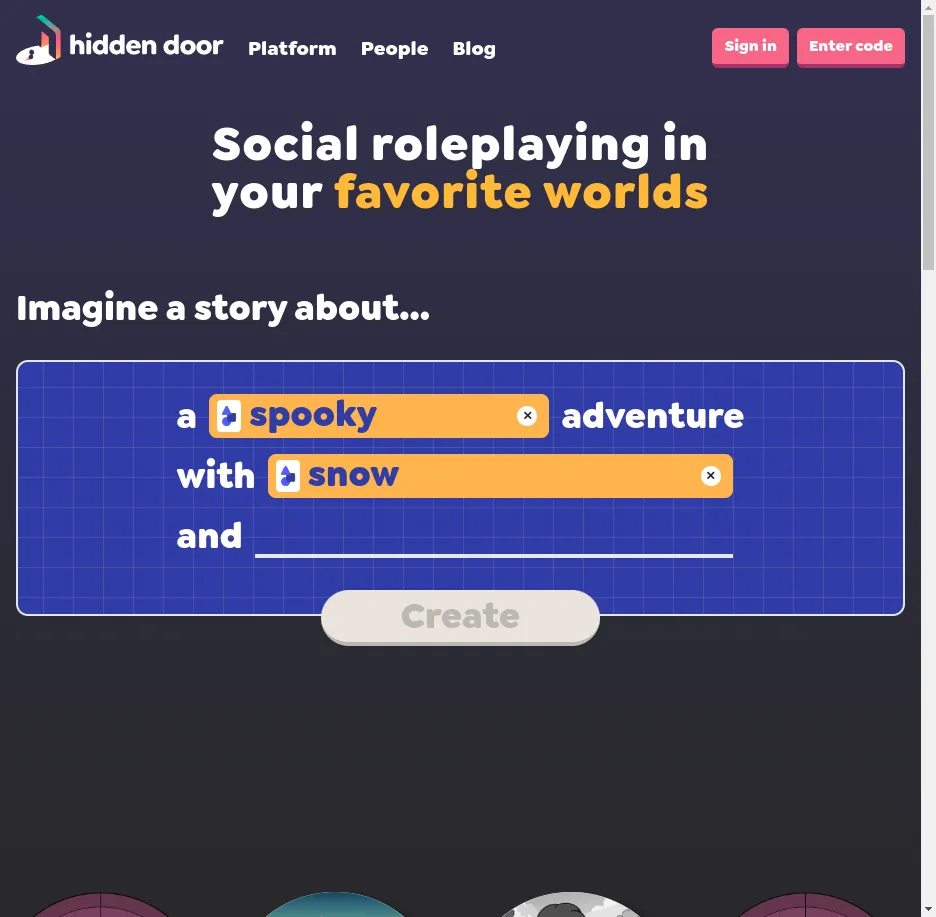 hidden door Platform People Blog Sign in Enter code
Social roleplaying in
your favorite worlds
Imagine a story about...
a spooky adventure
with snow
and
Create